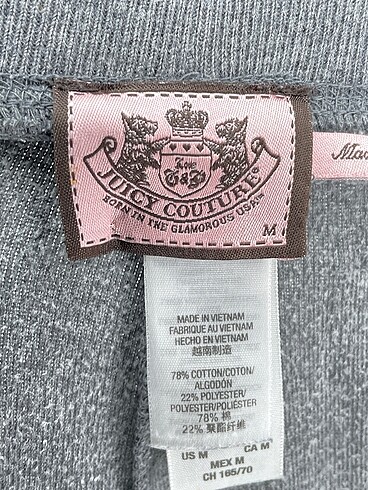 Love
G&P
JUICY COUTURE
BORN IN THE GLAMOROUS USA
M
Mad
MADE IN VIETNAM
FABRIQUE AU VIETNAM
HECHO EN VIETNAM
越南制造
78% COTTON/COTON/
ALGODÓN
22% POLYESTER/
POLYESTER/POLIÉSTER
78% 棉
22% 聚酯纤维
US M CA M
MEX M
CH 165/70